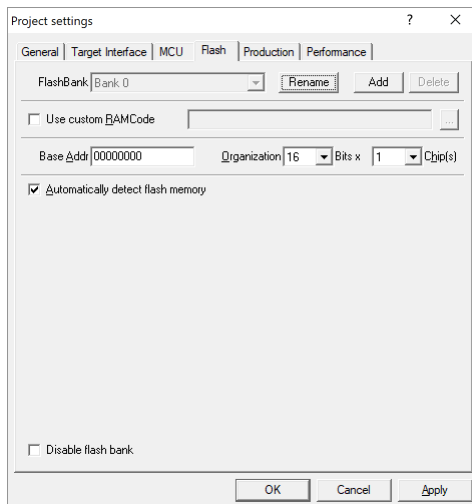 Project settings
? ×
General Target Interface MCU Flash Production Performance
FlashBank Bank 0 Rename Add Delete
Use custom RAMCode ...
Base Addr 00000000 Organization 16 Bits x 1 Chip(s)
Automatically detect flash memory
Disable flash bank
OK Cancel Apply